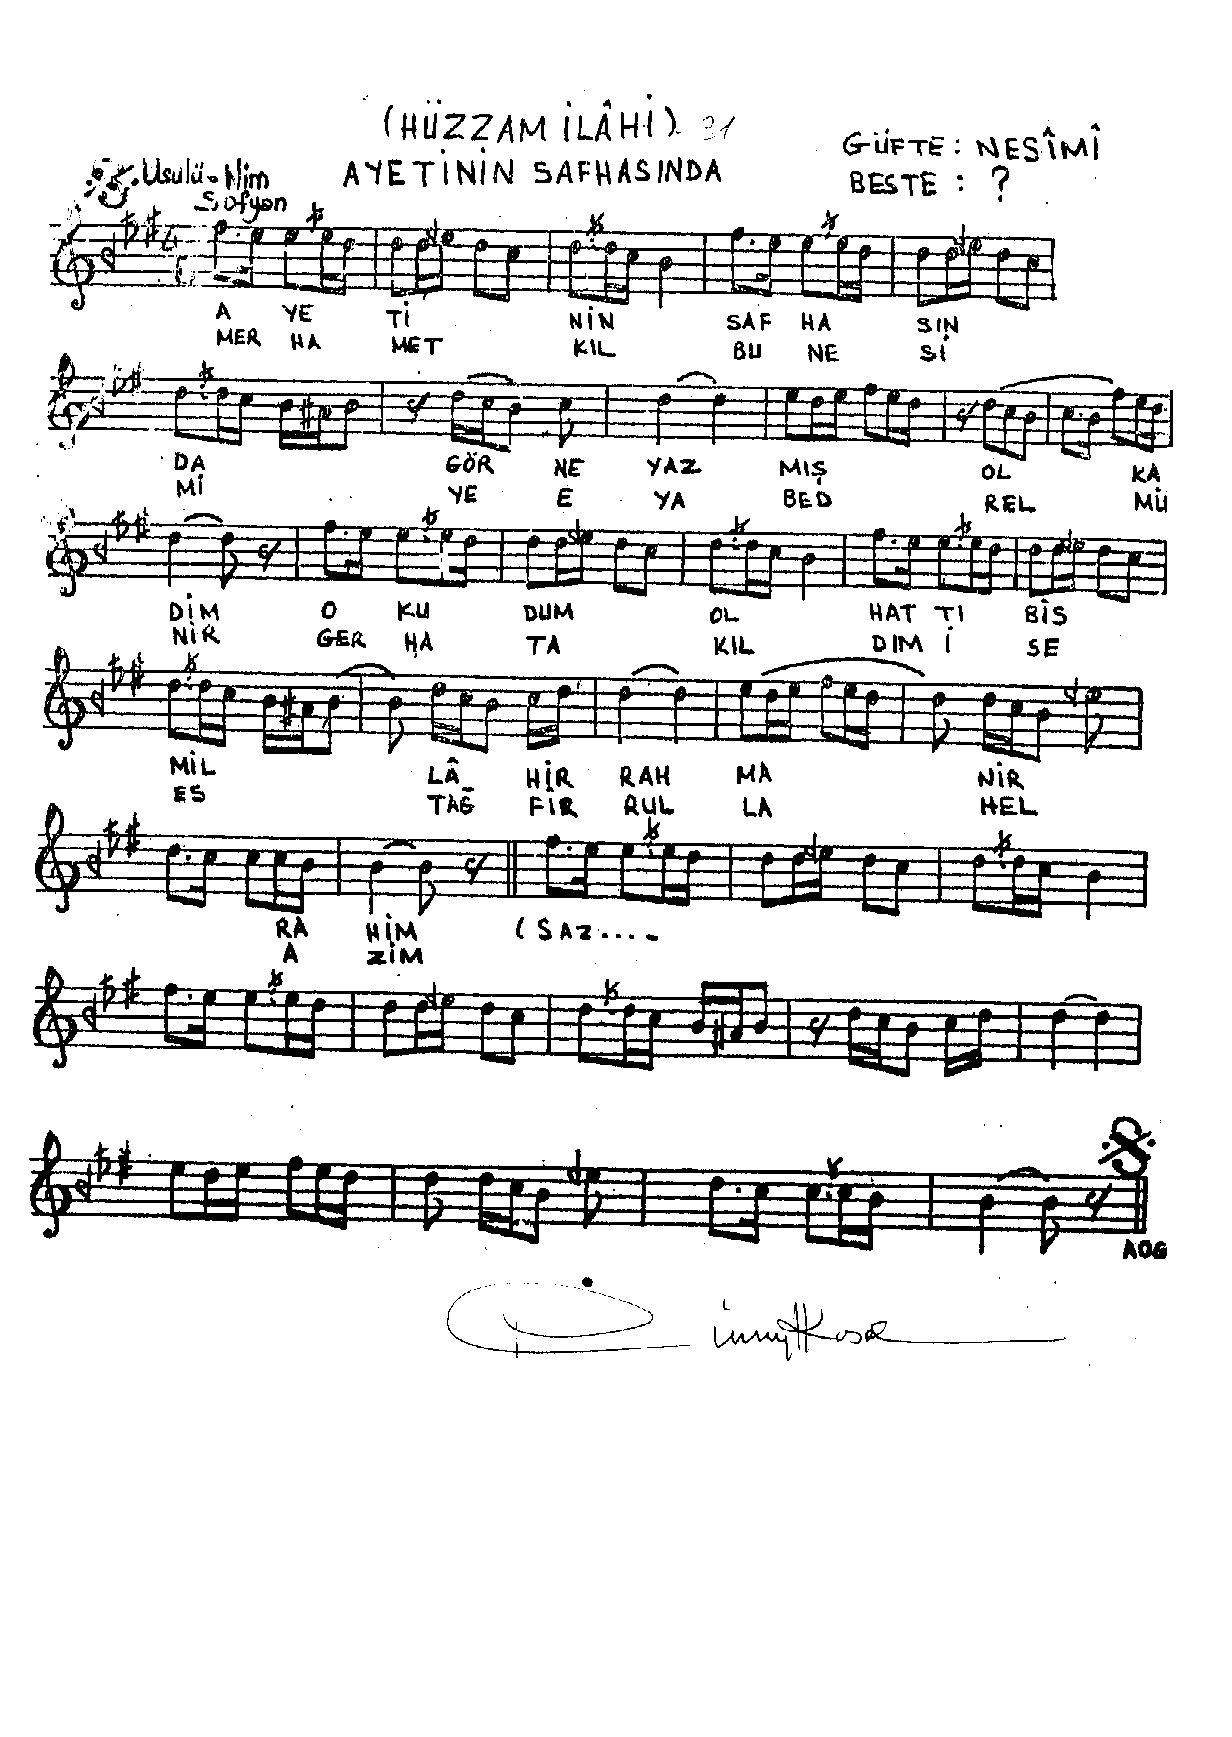 (HÜZZAM İLÂHİ) 31
AYETİNİN SAFHASINDA
GÜFTE : NESÎMÎ
BESTE : ?
Usulü = Nim
Sofyan
A YE Tİ NİN SAF HA SIN
MER HA MET KIL BU NE Sİ
DA GÖR NE YAZ MIŞ OL KA
Mİ YE E YA BED REL MÜ
DİM O KU DUM OL HAT TI BİS
NİR GER HA TA KIL DIM İ SE
MİL LÂ HİR RAH MA NİR
ES TAĞ FİR RUL LA HEL
RA HİM (SAZ....
A ZİM
AOG